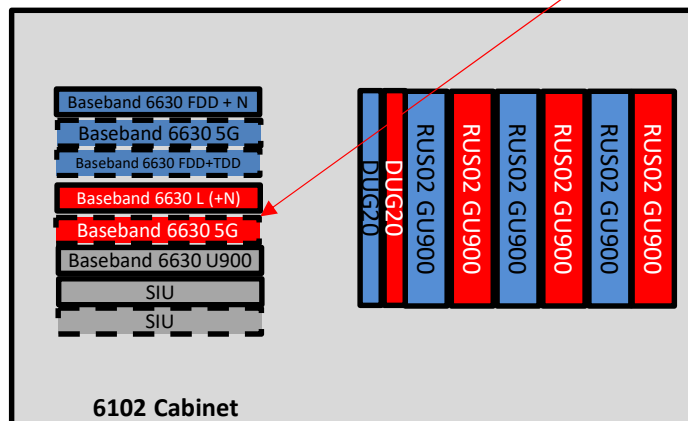 Baseband 6630 FDD + N
Baseband 6630 5G
Baseband 6630 FDD+TDD
Baseband 6630 L (+N)
Baseband 6630 5G
Baseband 6630 U900
SIU
SIU
DUG20
DUG20
RUS02 GU900
RUS02 GU900
RUS02 GU900
RUS02 GU900
RUS02 GU900
RUS02 GU900
6102 Cabinet